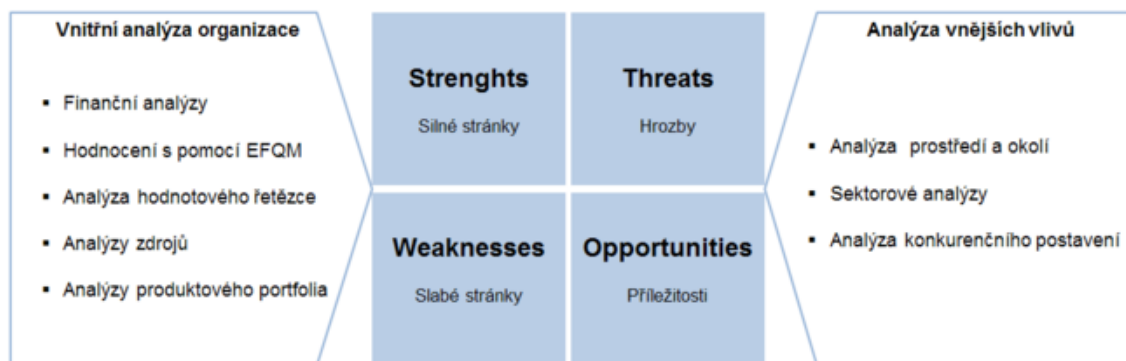 Vnitřní analýza organizace
▪ Finanční analýzy
▪ Hodnocení s pomocí EFQM
▪ Analýza hodnotového řetězce
▪ Analýzy zdrojů
▪ Analýzy produktového portfolia
Strenghts
Silné stránky
Threats
Hrozby
Weaknesses
Slabé stránky
Opportunities
Příležitosti
Analýza vnějších vlivů
▪ Analýza prostředí a okolí
▪ Sektorové analýzy
▪ Analýza konkurenčního postavení